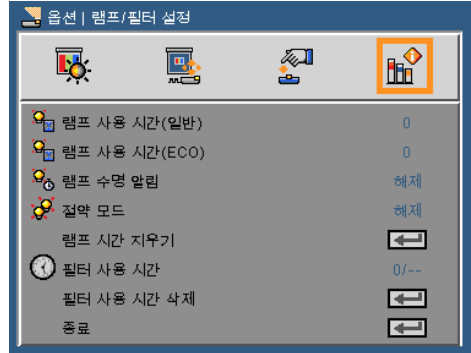 옵션 | 램프/필터 설정
램프 사용 시간(일반) 0
램프 사용 시간(ECO) 0
램프 수명 알림 해제
절약 모드 해제
램프 시간 지우기
필터 사용 시간 0/--
필터 사용 시간 삭제
종료